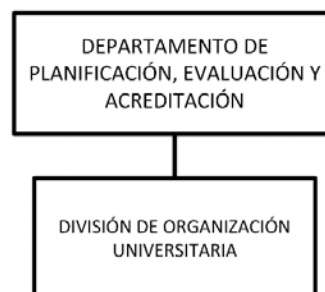 DEPARTAMENTO DE
PLANIFICACIÓN, EVALUACIÓN Y
ACREDITACIÓN
DIVISIÓN DE ORGANIZACIÓN
UNIVERSITARIA